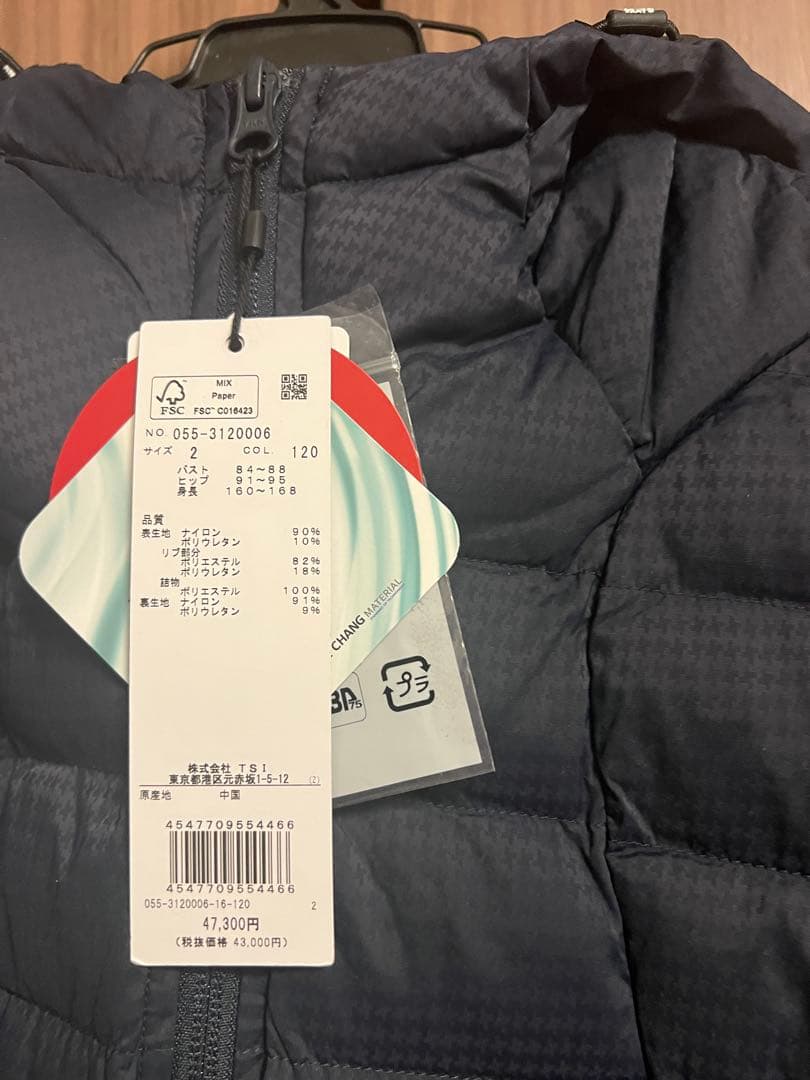 YKK
MIX
Paper
FSC
FSC™ C016423
NO. 055-3120006
サイズ 2 COL. 120
バスト 84～88
ヒップ 91～95
身長 160～168
品質
表生地 ナイロン 90%
ポリウレタン 10%
リブ部分
ポリエステル 82%
ポリウレタン 18%
詰物
ポリエステル 100%
裏生地 ナイロン 91%
ポリウレタン 9%
CHANG MATERIAL
プラ
75
株式会社 TSI
東京都港区元赤坂1-5-12 (2)
原産地 中国
4547709554466
4547709554466
055-3120006-16-120 2
47,300円
(税抜価格 43,000円)